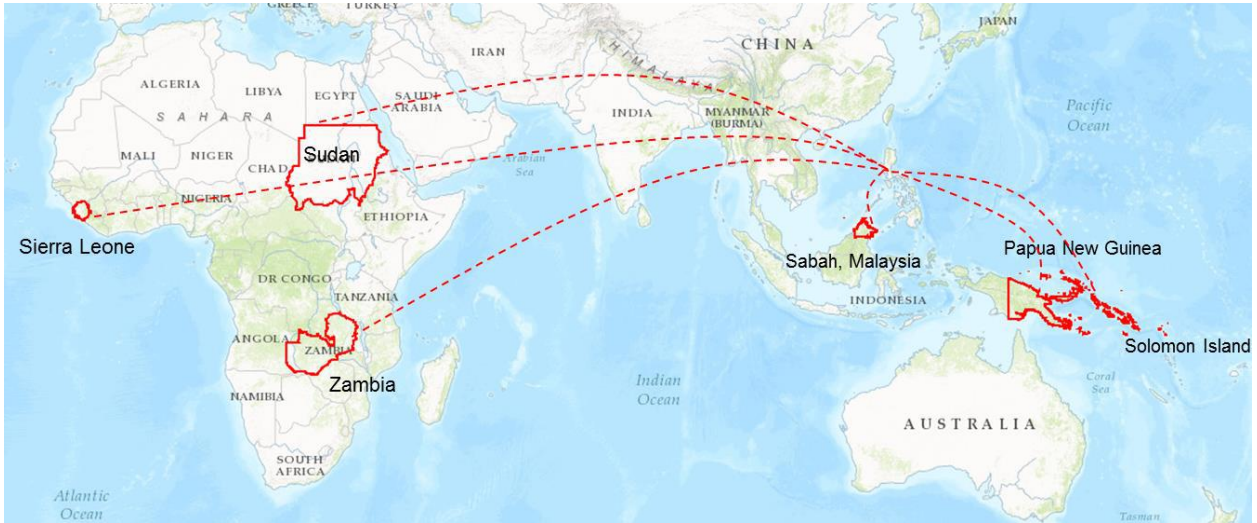 GREECE
TURKEY
CHINA
JAPAN
IRAN
HIMALAYA
ALGERIA
LIBYA
EGYPT
SAUDI
ARABIA
Pacific
Ocean
SAHARA
INDIA
MYANMAR
(BURMA)
MALI
NIGER
CHAD
Sudan
Arabian
Sea
NIGERIA
ETHIOPIA
Sierra Leone
Papua New Guinea
Sabah, Malaysia
DR CONGO
TANZANIA
INDONESIA
ANGOLA
ZAMBIA
Solomon Island
Zambia
Indian
Ocean
Coral
Sea
NAMIBIA
AUSTRALIA
SOUTH
AFRICA
Atlantic
Ocean
Tasman